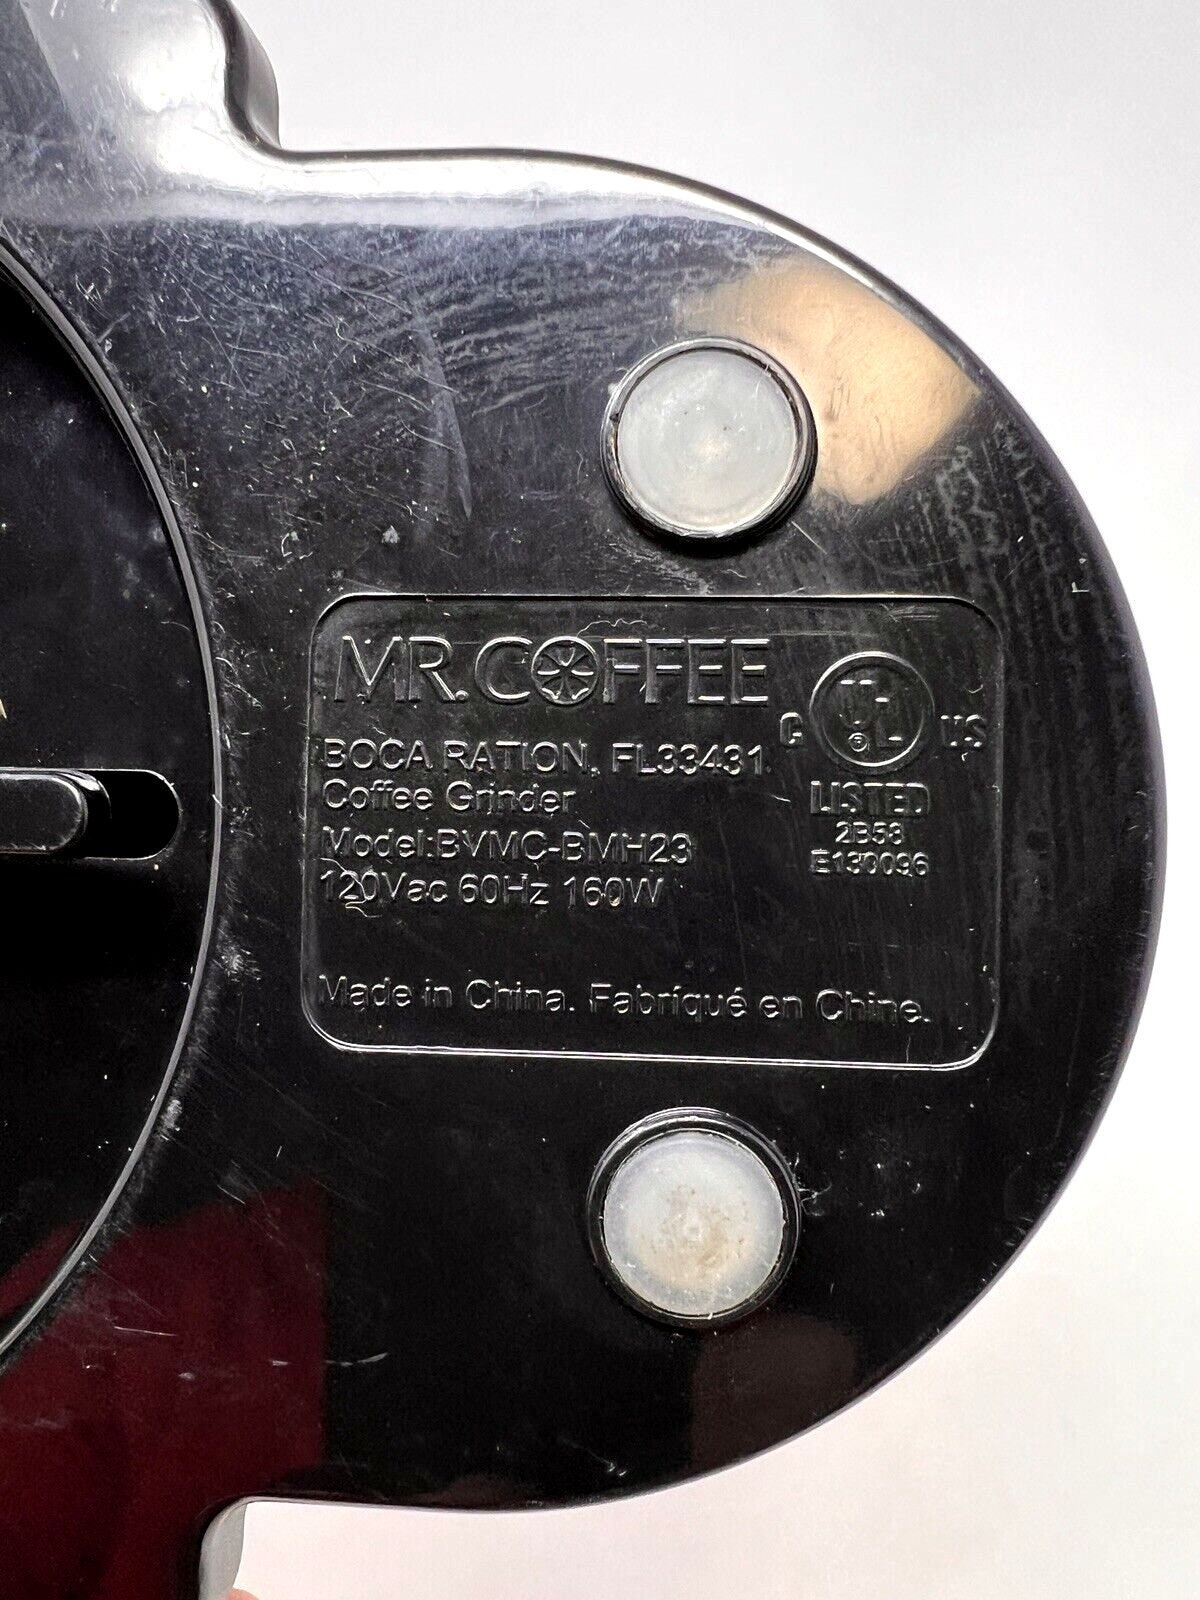 MR. COFFEE
BOCA RATION, FL33431.
Coffee Grinder
Model:BVMC-BMH23
120Vac 60Hz 160W
Made in China. Fabriqué en Chine.
C UL US
®
LISTED
2B58
E130096